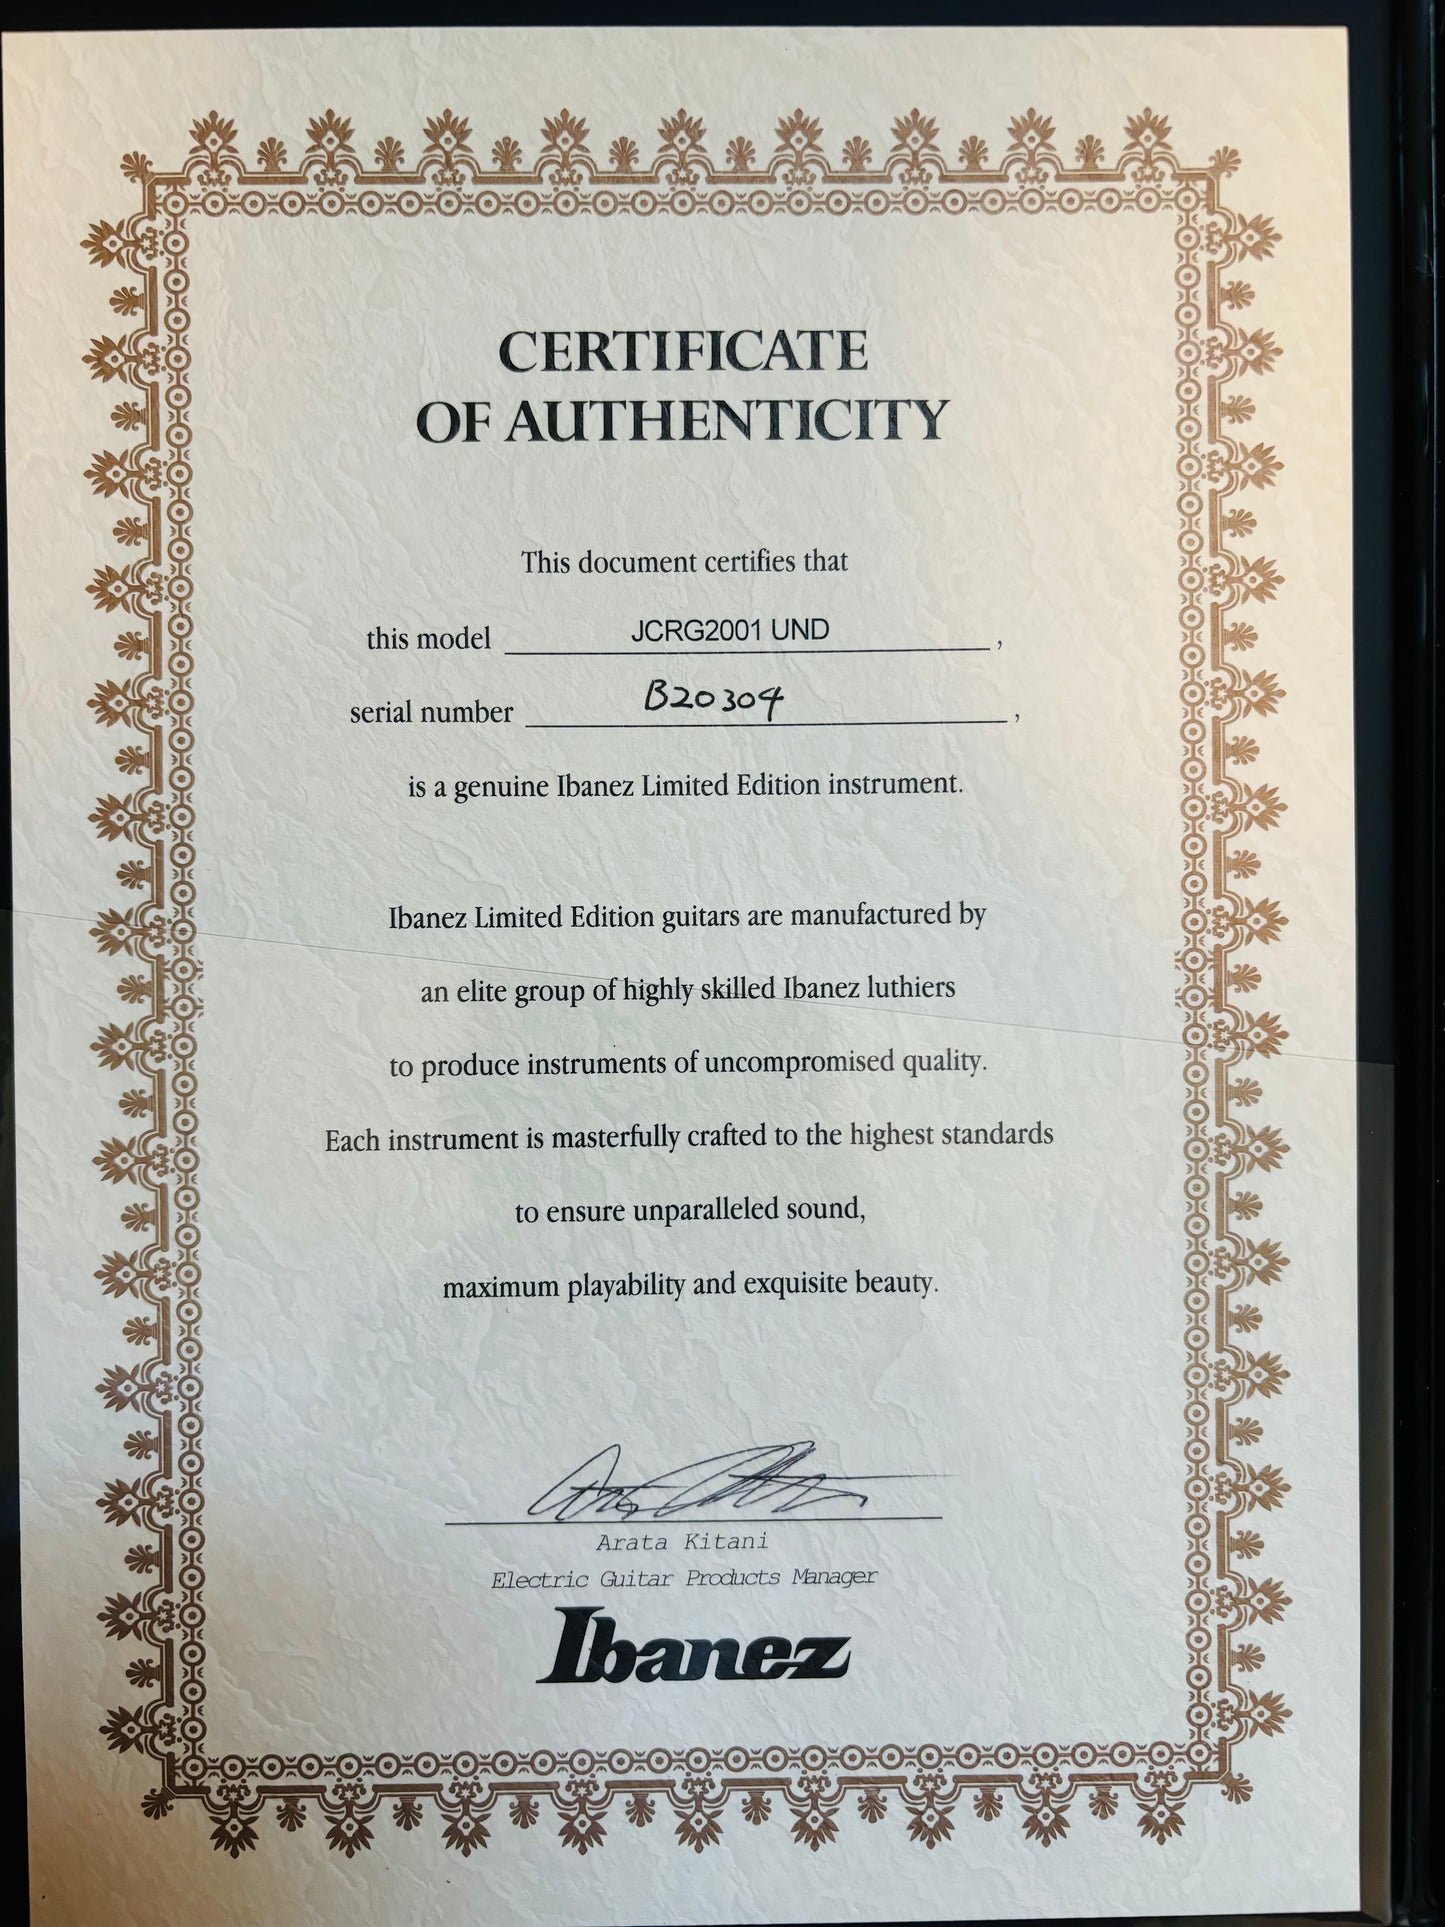 CERTIFICATE
OF AUTHENTICITY
This document certifies that
this model JCRG2001 UND,
serial number B20304,
is a genuine Ibanez Limited Edition instrument.
Ibanez Limited Edition guitars are manufactured by
an elite group of highly skilled Ibanez luthiers
to produce instruments of uncompromised quality.
Each instrument is masterfully crafted to the highest standards
to ensure unparalleled sound,
maximum playability and exquisite beauty.
Arata Kitani
Electric Guitar Products Manager
Ibanez